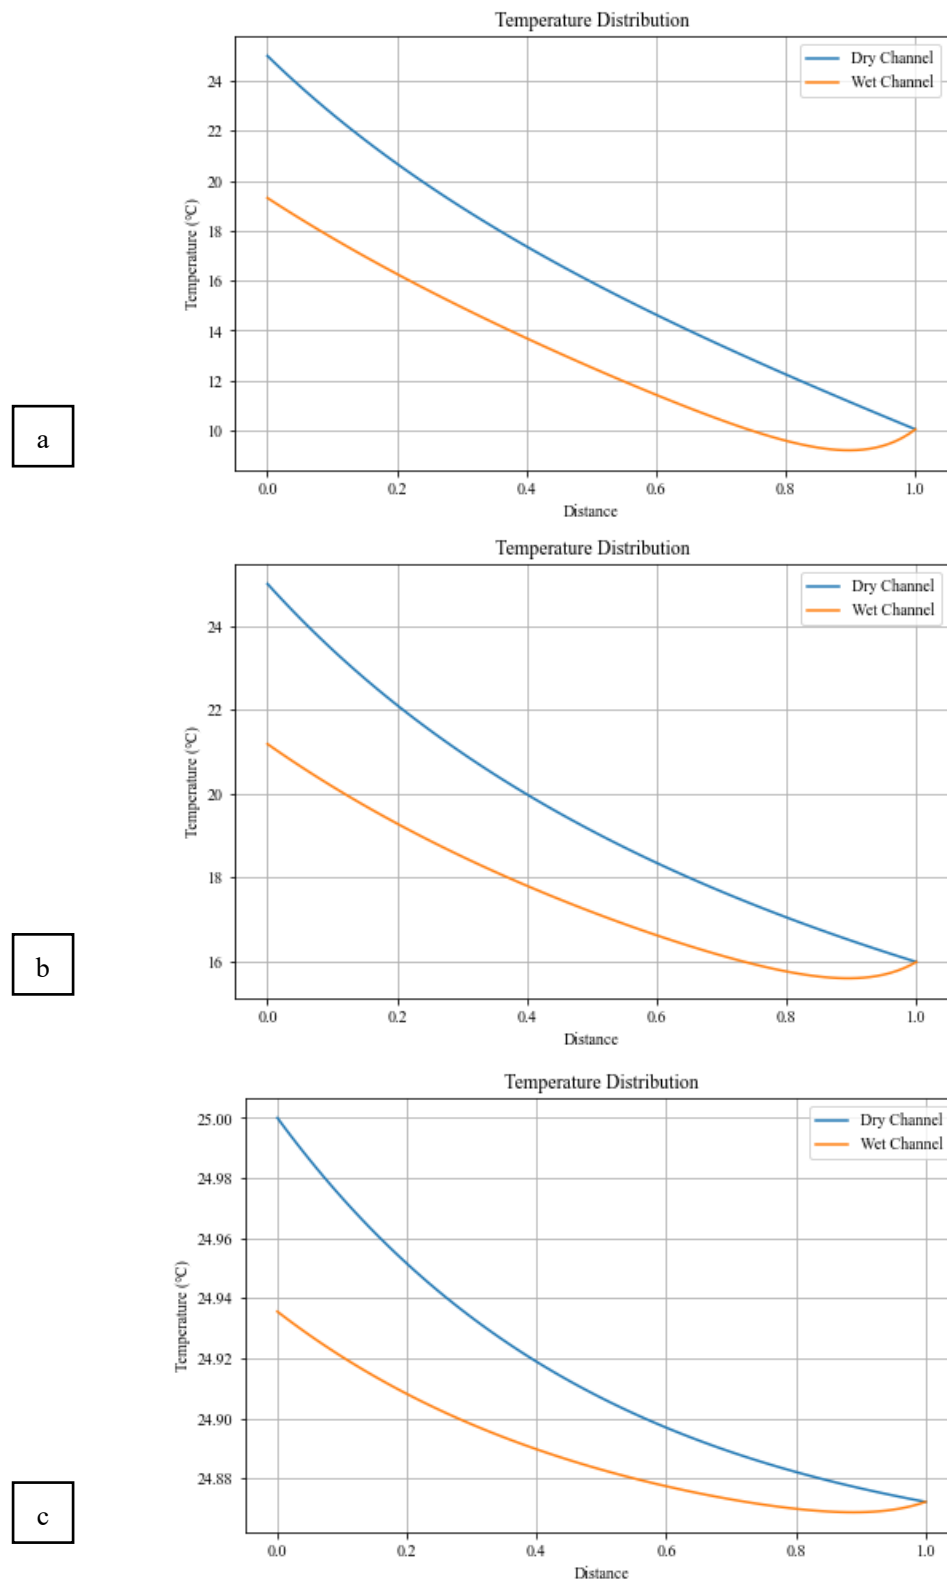 Temperature Distribution
Dry Channel
Wet Channel
24
22
20
18
16
14
12
10
Temperature (°C)
0.0 0.2 0.4 0.6 0.8 1.0
Distance
a
Temperature Distribution
Dry Channel
Wet Channel
24
22
20
18
16
Temperature (°C)
0.0 0.2 0.4 0.6 0.8 1.0
Distance
b
Temperature Distribution
Dry Channel
Wet Channel
25.00
24.98
24.96
24.94
24.92
24.90
24.88
Temperature (°C)
0.0 0.2 0.4 0.6 0.8 1.0
Distance
c